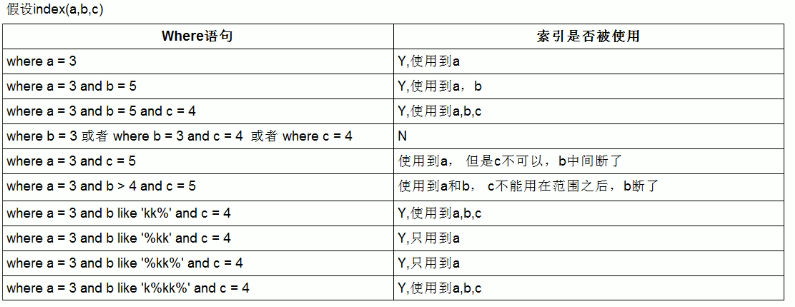 假设index(a,b,c)
Where语句 索引是否被使用
where a = 3 Y,使用到a
where a = 3 and b = 5 Y,使用到a，b
where a = 3 and b = 5 and c = 4 Y,使用到a,b,c
where b = 3 或者 where b = 3 and c = 4 或者 where c = 4 N
where a = 3 and c = 5 使用到a， 但是c不可以，b中间断了
where a = 3 and b > 4 and c = 5 使用到a和b， c不能用在范围之后，b断了
where a = 3 and b like 'kk%' and c = 4 Y,使用到a,b,c
where a = 3 and b like '%kk' and c = 4 Y,只用到a
where a = 3 and b like '%kk%' and c = 4 Y,只用到a
where a = 3 and b like 'k%kk%' and c = 4 Y,使用到a,b,c